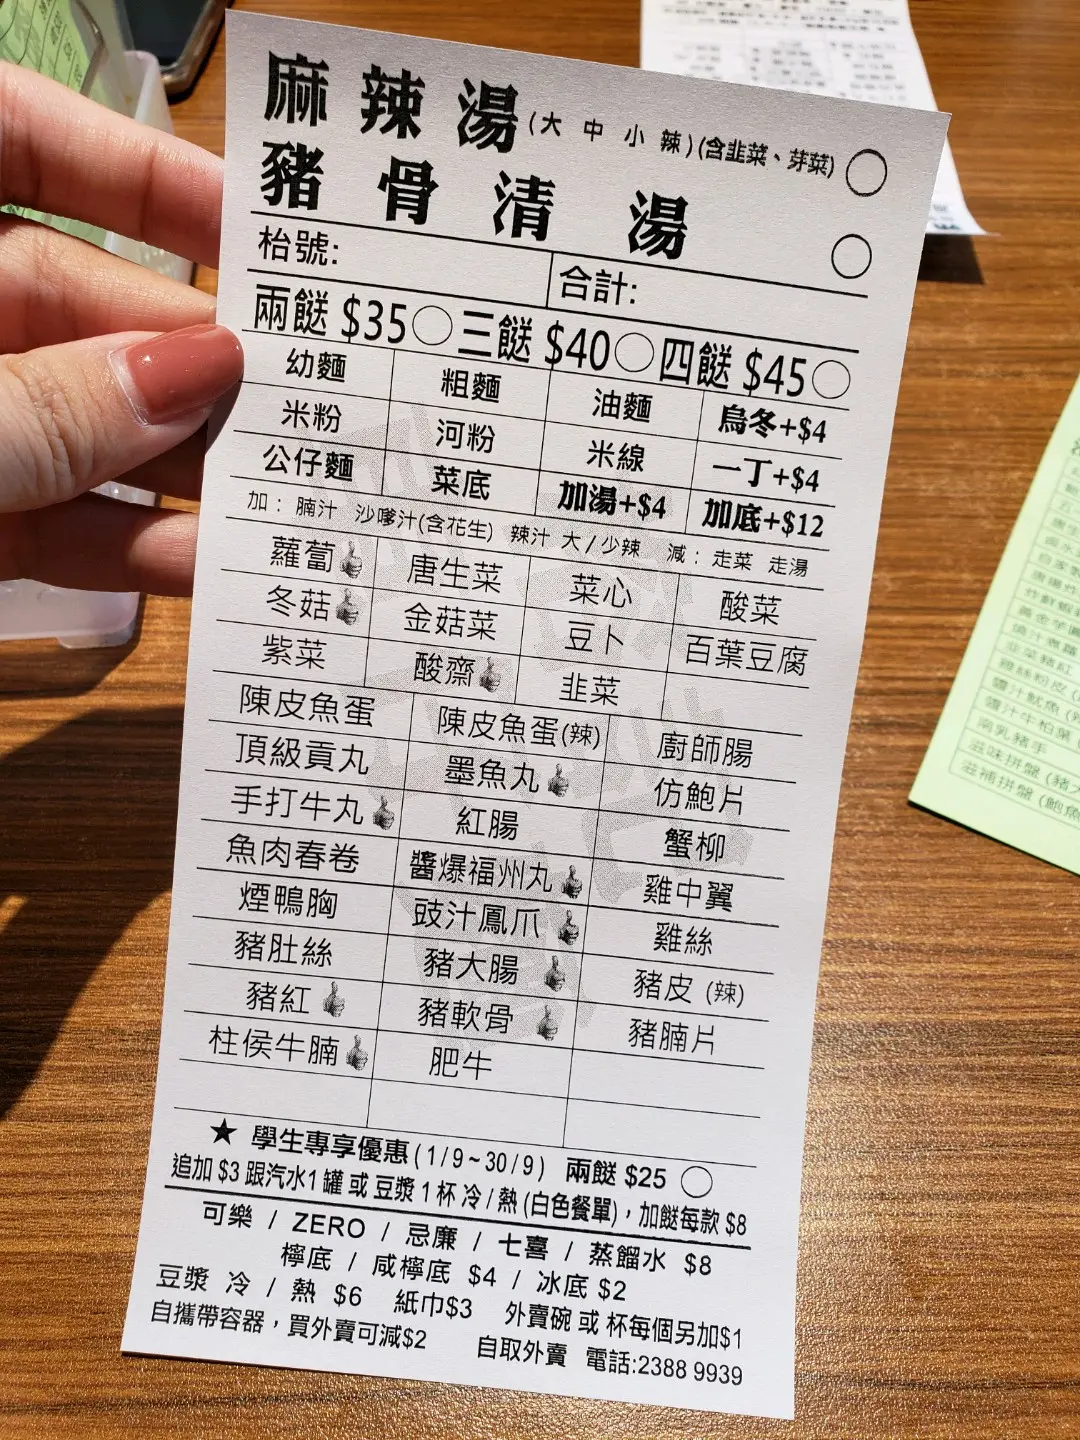 麻辣湯(大 中 小 辣)(含韭菜、芽菜)
豬骨清湯
枱號: 合計:
兩餸 $35 三餸 $40 四餸 $45
幼麵 粗麵 油麵 烏冬+$4
米粉 河粉 米線 一丁+$4
公仔麵 菜底 加湯+$4 加底+$12
加： 腩汁 沙嗲汁(含花生) 辣汁 大/少辣 減： 走菜 走湯
蘿蔔 唐生菜 菜心 酸菜
冬菇 金菇菜 豆卜 百葉豆腐
紫菜 酸齋 韭菜
陳皮魚蛋 陳皮魚蛋(辣) 廚師腸
頂級貢丸 墨魚丸 仿鮑片
手打牛丸 紅腸 蟹柳
魚肉春卷 醬爆福州丸 雞中翼
煙鴨胸 豉汁鳳爪 雞絲
豬肚絲 豬大腸 豬皮 (辣)
豬紅 豬軟骨 豬腩片
柱侯牛腩 肥牛
★ 學生專享優惠(1/9~30/9) 兩餸 $25
追加 $3 跟汽水1罐 或 豆漿1杯 冷/熱(白色餐單)，加餸每款 $8
可樂 / ZERO / 忌廉 / 七喜 / 蒸餾水 $8
檸底 / 咸檸底 $4 / 冰底 $2
豆漿 冷 / 熱 $6 紙巾$3 外賣碗 或 杯每個另加$1
自攜帶容器，買外賣可減$2 自取外賣 電話:2388 9939